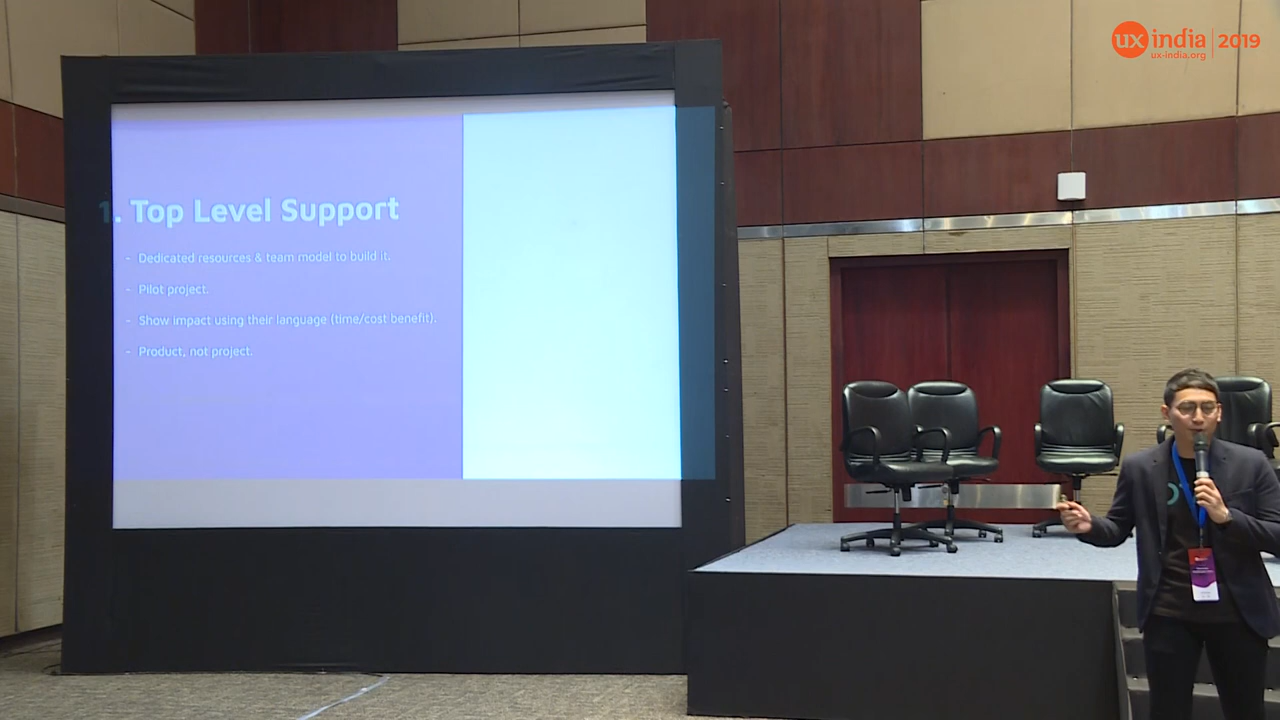 ux india 2019
ux-india.org
1. Top Level Support
- Dedicated resources & team model to build it.
- Pilot project.
- Show impact using their language (time/cost benefit).
- Product, not project.